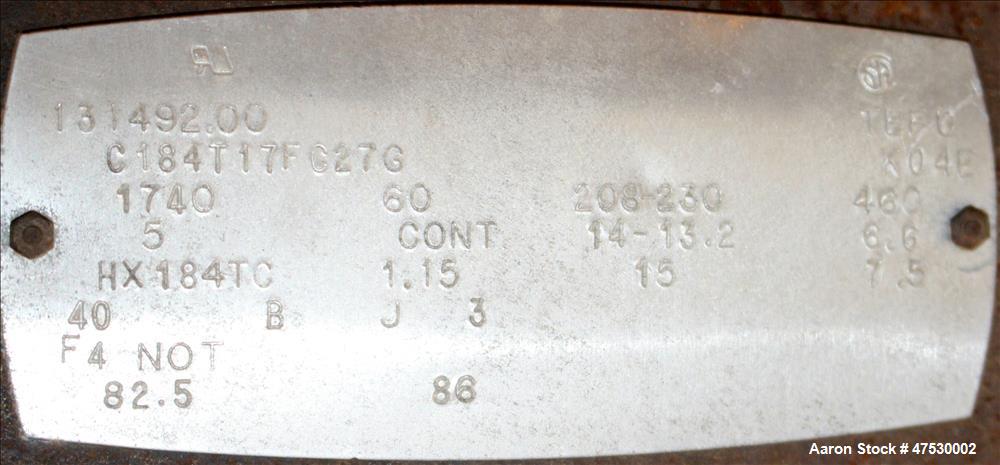 131492.00 TEFC
C184T17FC27G K04E
1740 60 208-230 460
5 CONT 14-13.2 6.6
HX184TC 1.15 15 7.5
40 B J 3
F4 NOT
82.5 86
Aaron Stock # 47530002